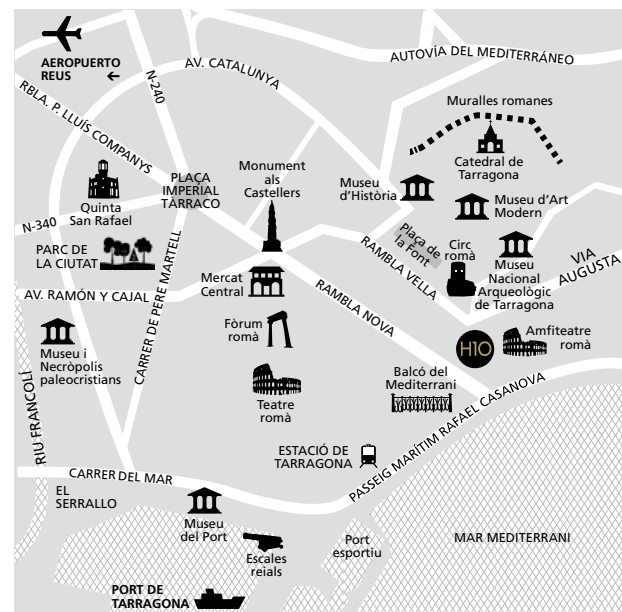 AEROPUERTO
REUS
N-240
AV. CATALUNYA
AUTOVÍA DEL MEDITERRÁNEO
RBLA. P. LLUÍS COMPANYS
Muralles romanes
Catedral de
Tarragona
Monument
als
Castellers
PLAÇA
IMPERIAL
TÀRRACO
Museu
d'Història
Museu d'Art
Modern
Quinta
San Rafael
N-340
PARC DE
LA CIUTAT
Plaça de
la Font
Circ
romà
Museu
Nacional
Arqueològic
de Tarragona
VIA
AUGUSTA
RAMBLA VELLA
Mercat
Central
AV. RAMÓN Y CAJAL
CARRER DE PERE MARTELL
RAMBLA NOVA
Fòrum
romà
H10
Amfiteatre
romà
Museu i
Necròpolis
paleocristians
Balcó del
Mediterrani
Teatre
romà
RIU FRANCOLÍ
ESTACIÓ DE
TARRAGONA
PASSEIG MARÍTIM RAFAEL CASANOVA
CARRER DEL MAR
EL
SERRALLO
Museu
del Port
Escales
reials
Port
esportiu
MAR MEDITERRANI
PORT DE
TARRAGONA